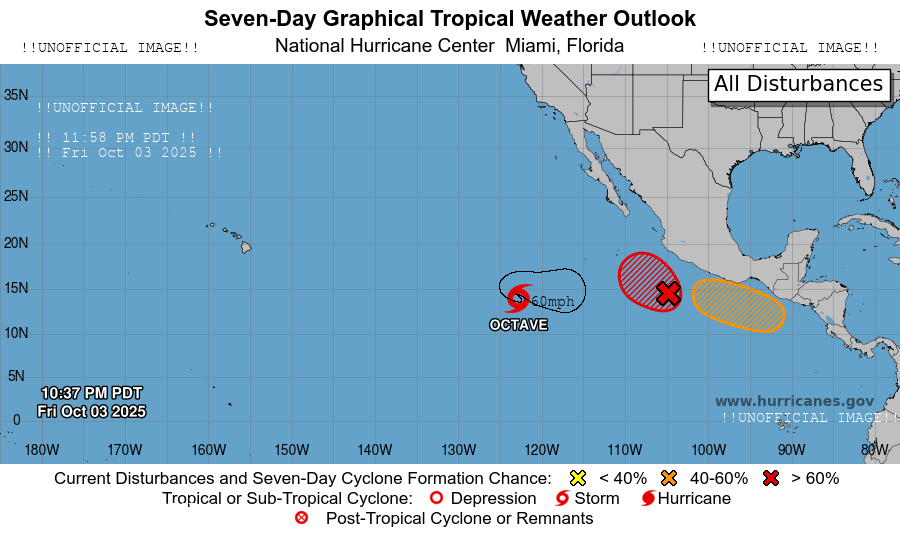 Seven-Day Graphical Tropical Weather Outlook
!!UNOFFICIAL IMAGE!! National Hurricane Center Miami, Florida !!UNOFFICIAL IMAGE!!
All Disturbances
35N
!!UNOFFICIAL IMAGE!!
!! 11:58 PM PDT !!
30N
!! Fri Oct 03 2025 !!
25N
20N
15N
60mph
OCTAVE
10N
5N
10:37 PM PDT
Fri Oct 03 2025
www.hurricanes.gov
0
!!UNOFFICIAL IMAGE!!
180W 170W 160W 150W 140W 130W 120W 110W 100W 90W 80W
Current Disturbances and Seven-Day Cyclone Formation Chance: < 40% 40-60% > 60%
Tropical or Sub-Tropical Cyclone: Depression Storm Hurricane
Post-Tropical Cyclone or Remnants